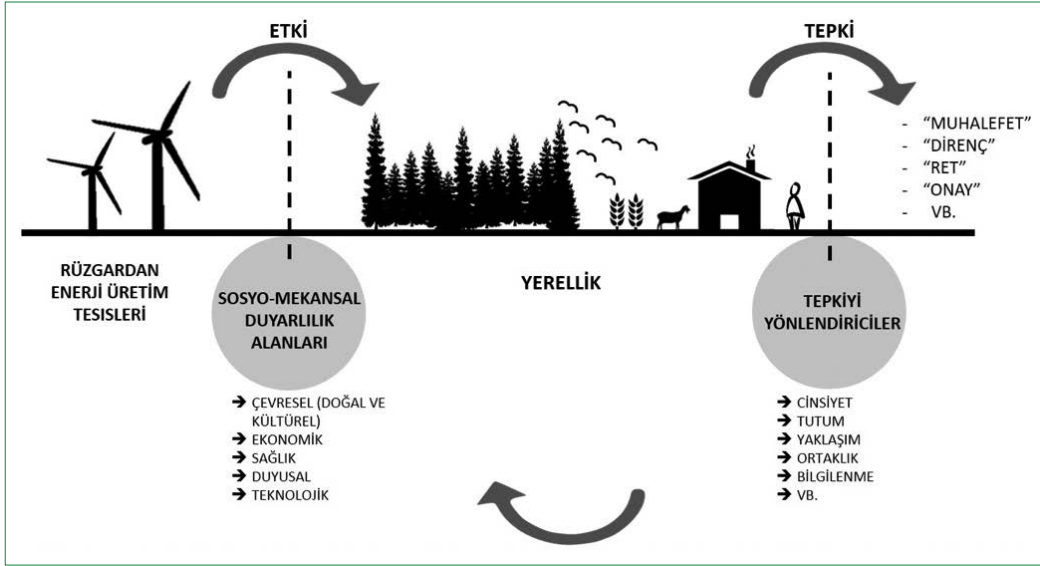 ETKİ
TEPKİ
- “MUHALEFET”
- “DİRENÇ”
- “RET”
- “ONAY”
- VB.
RÜZGARDAN
ENERJİ ÜRETİM
TESISLERİ
SOSYO-MEKANSAL
DUYARLILIK
ALANLARI
YERELLİK
TEPKİYİ
YÖNLENDİRİCİLER
➔ ÇEVRESEL (DOĞAL VE
KÜLTÜREL)
➔ EKONOMİK
➔ SAĞLIK
➔ DUYUSAL
➔ TEKNOLOJİK
➔ CİNSİYET
➔ TUTUM
➔ YAKLAŞIM
➔ ORTAKLIK
➔ BİLGİLENME
➔ VB.